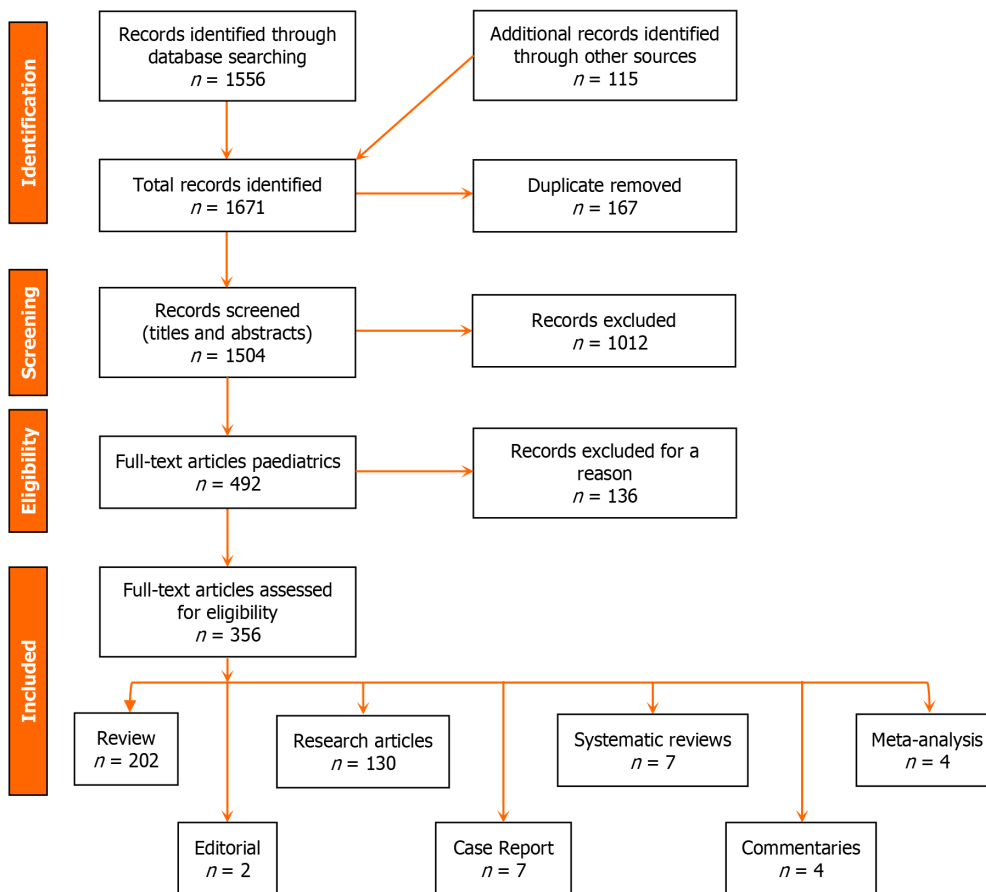 Identification
Records identified through
database searching
n = 1556
Additional records identified
through other sources
n = 115
Total records identified
n = 1671
Duplicate removed
n = 167
Screening
Records screened
(titles and abstracts)
n = 1504
Records excluded
n = 1012
Eligibility
Full-text articles paediatrics
n = 492
Records excluded for a
reason
n = 136
Included
Full-text articles assessed
for eligibility
n = 356
Review
n = 202
Research articles
n = 130
Systematic reviews
n = 7
Meta-analysis
n = 4
Editorial
n = 2
Case Report
n = 7
Commentaries
n = 4